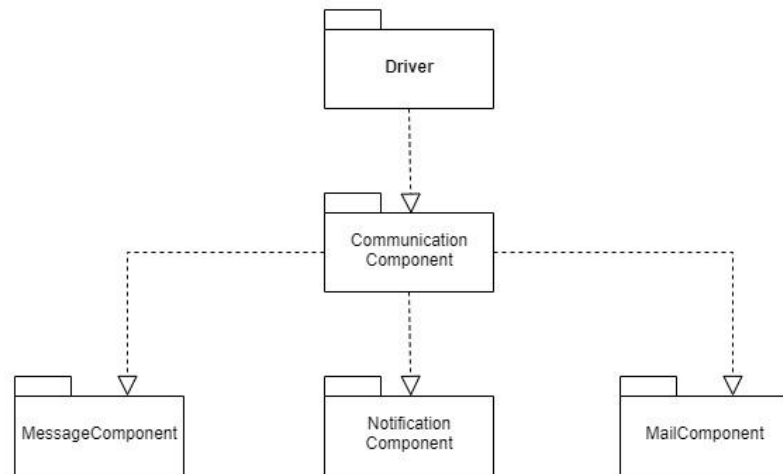 Driver
Communication
Component
MessageComponent
Notification
Component
MailComponent